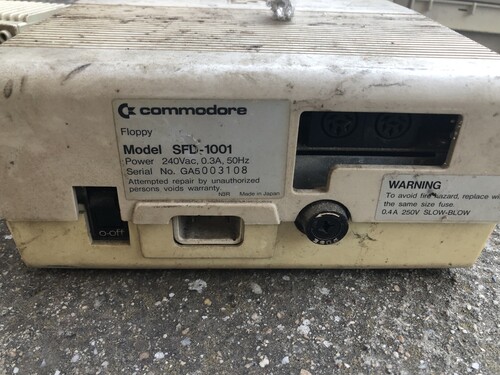 commodore
Floppy
Model SFD-1001
Power 240Vac, 0.3A, 50Hz
Serial No. GA5003108
Attempted repair by unauthorized
persons voids warranty.
NBR Made in Japan
WARNING
To avoid fire hazard, replace wi
the same size fuse.
0.4A 250V SLOW-BLOW
o-off
FUSE